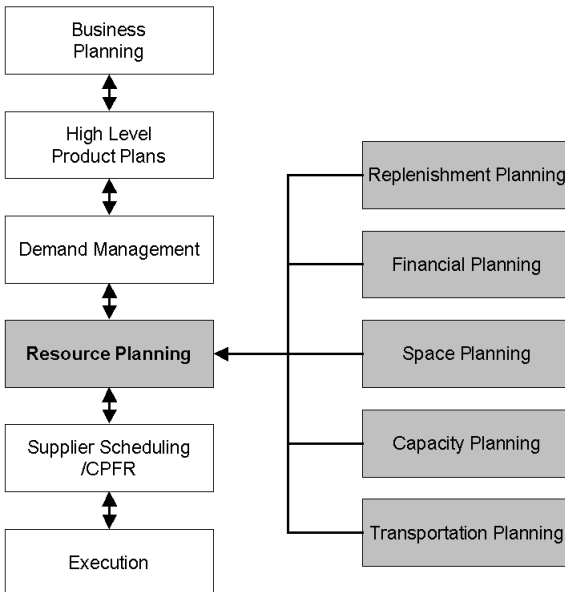 Business
Planning
High Level
Product Plans
Demand Management
Resource Planning
Supplier Scheduling
/CPFR
Execution
Replenishment Planning
Financial Planning
Space Planning
Capacity Planning
Transportation Planning